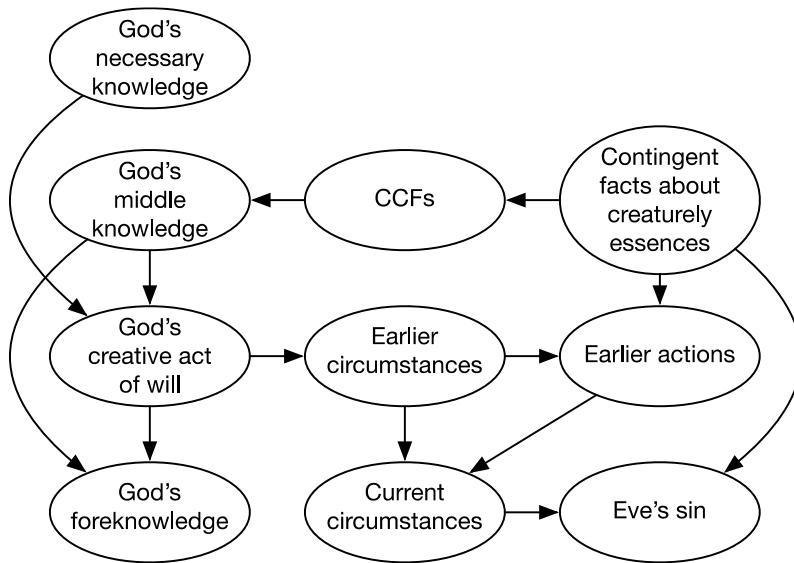 God's
necessary
knowledge
God's
middle
knowledge
CCFs
Contingent
facts about
creaturely
essences
God's
creative act
of will
Earlier
circumstances
Earlier actions
God's
foreknowledge
Current
circumstances
Eve's sin